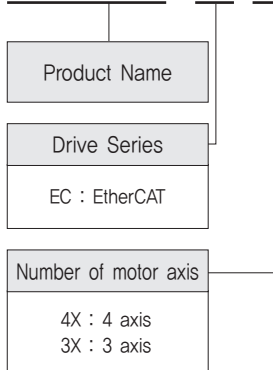 Product Name
Drive Series
EC : EtherCAT
Number of motor axis
4X : 4 axis
3X : 3 axis